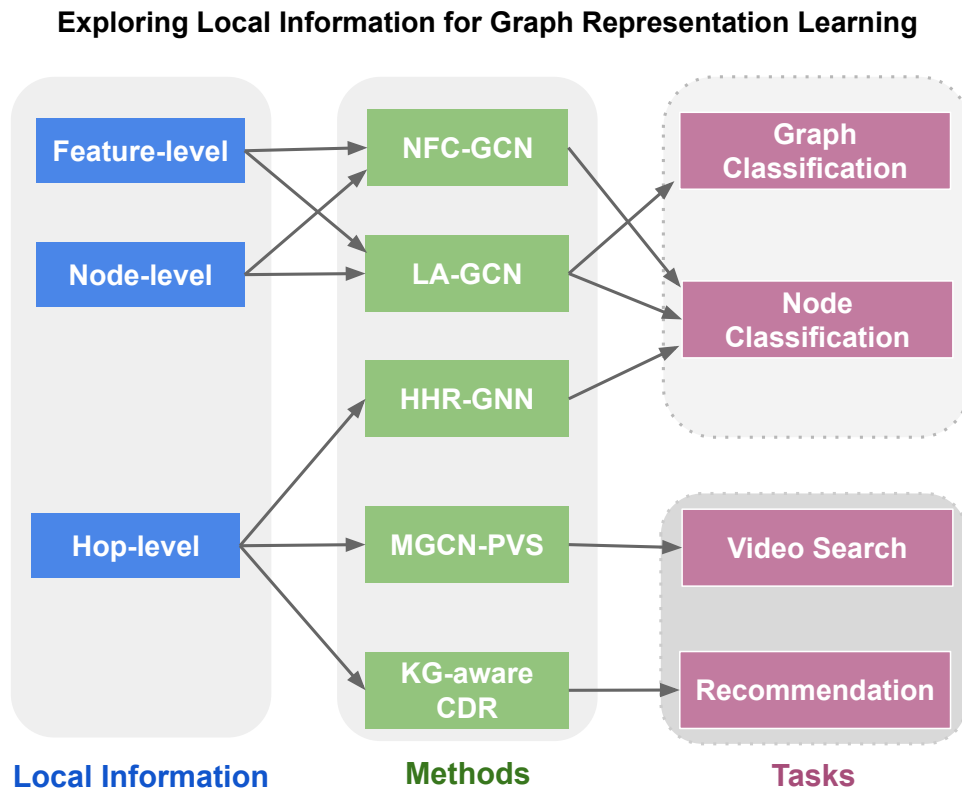 Exploring Local Information for Graph Representation Learning
Feature-level
Node-level
Hop-level
NFC-GCN
LA-GCN
HHR-GNN
MGCN-PVS
KG-aware
CDR
Graph
Classification
Node
Classification
Video Search
Recommendation
Local Information
Methods
Tasks